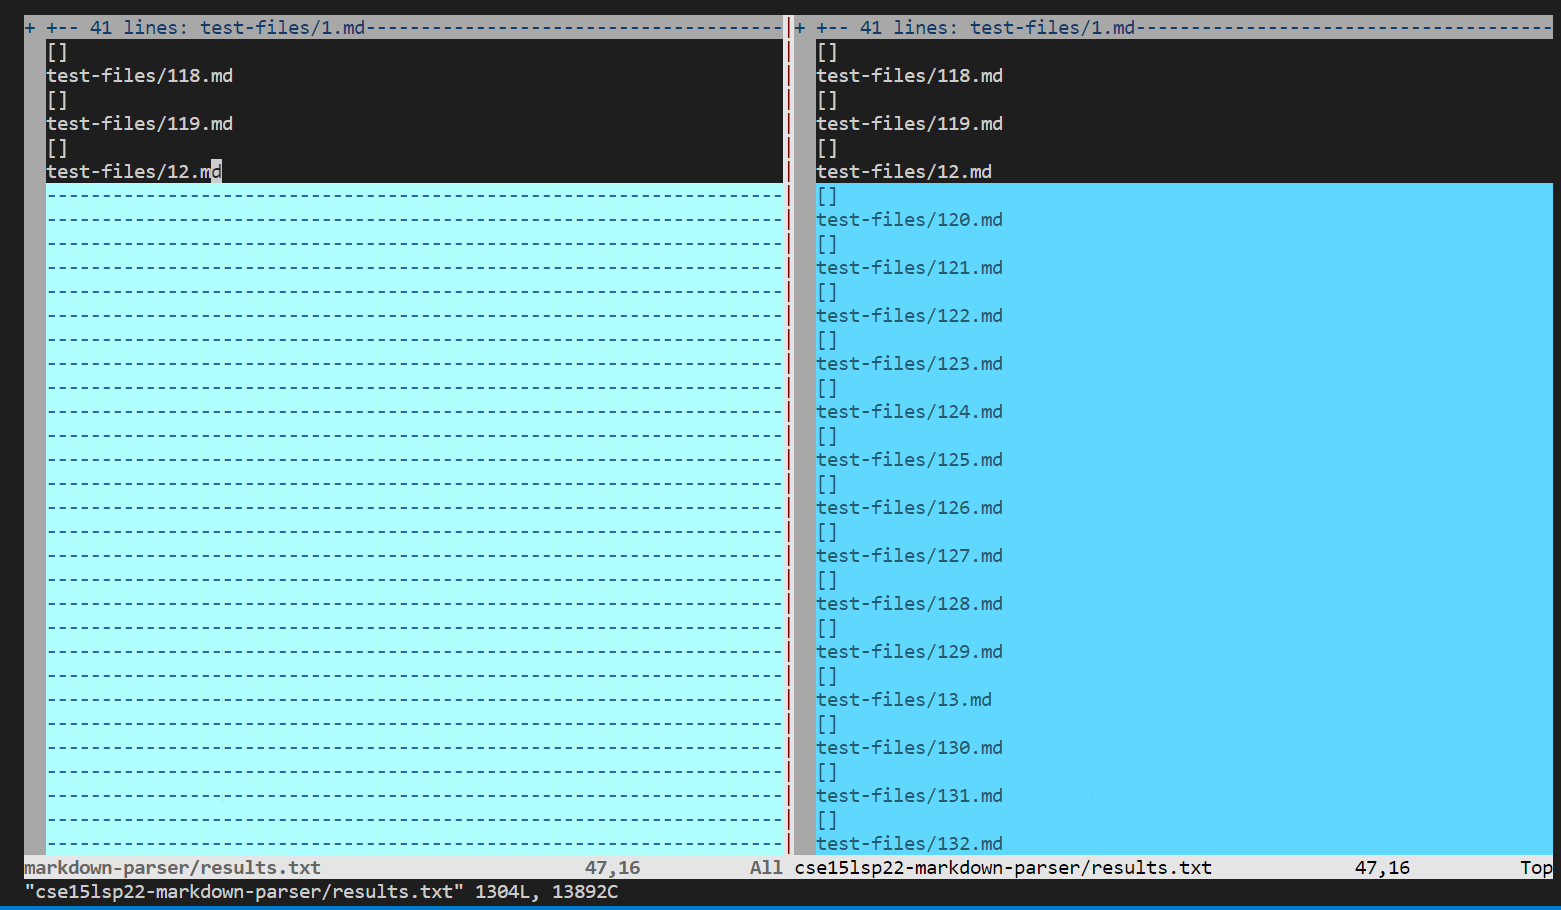 + +-- 41 lines: test-files/1.md--------------------------------------
[]
test-files/118.md
[]
test-files/119.md
[]
test-files/12.md
markdown-parser/results.txt 47,16 All
+ +-- 41 lines: test-files/1.md--------------------------------------
[]
test-files/118.md
[]
test-files/119.md
[]
test-files/12.md
[]
test-files/120.md
[]
test-files/121.md
[]
test-files/122.md
[]
test-files/123.md
[]
test-files/124.md
[]
test-files/125.md
[]
test-files/126.md
[]
test-files/127.md
[]
test-files/128.md
[]
test-files/129.md
[]
test-files/13.md
[]
test-files/130.md
[]
test-files/131.md
[]
test-files/132.md
cse15lsp22-markdown-parser/results.txt 47,16 Top
"cse15lsp22-markdown-parser/results.txt" 1304L, 13892C